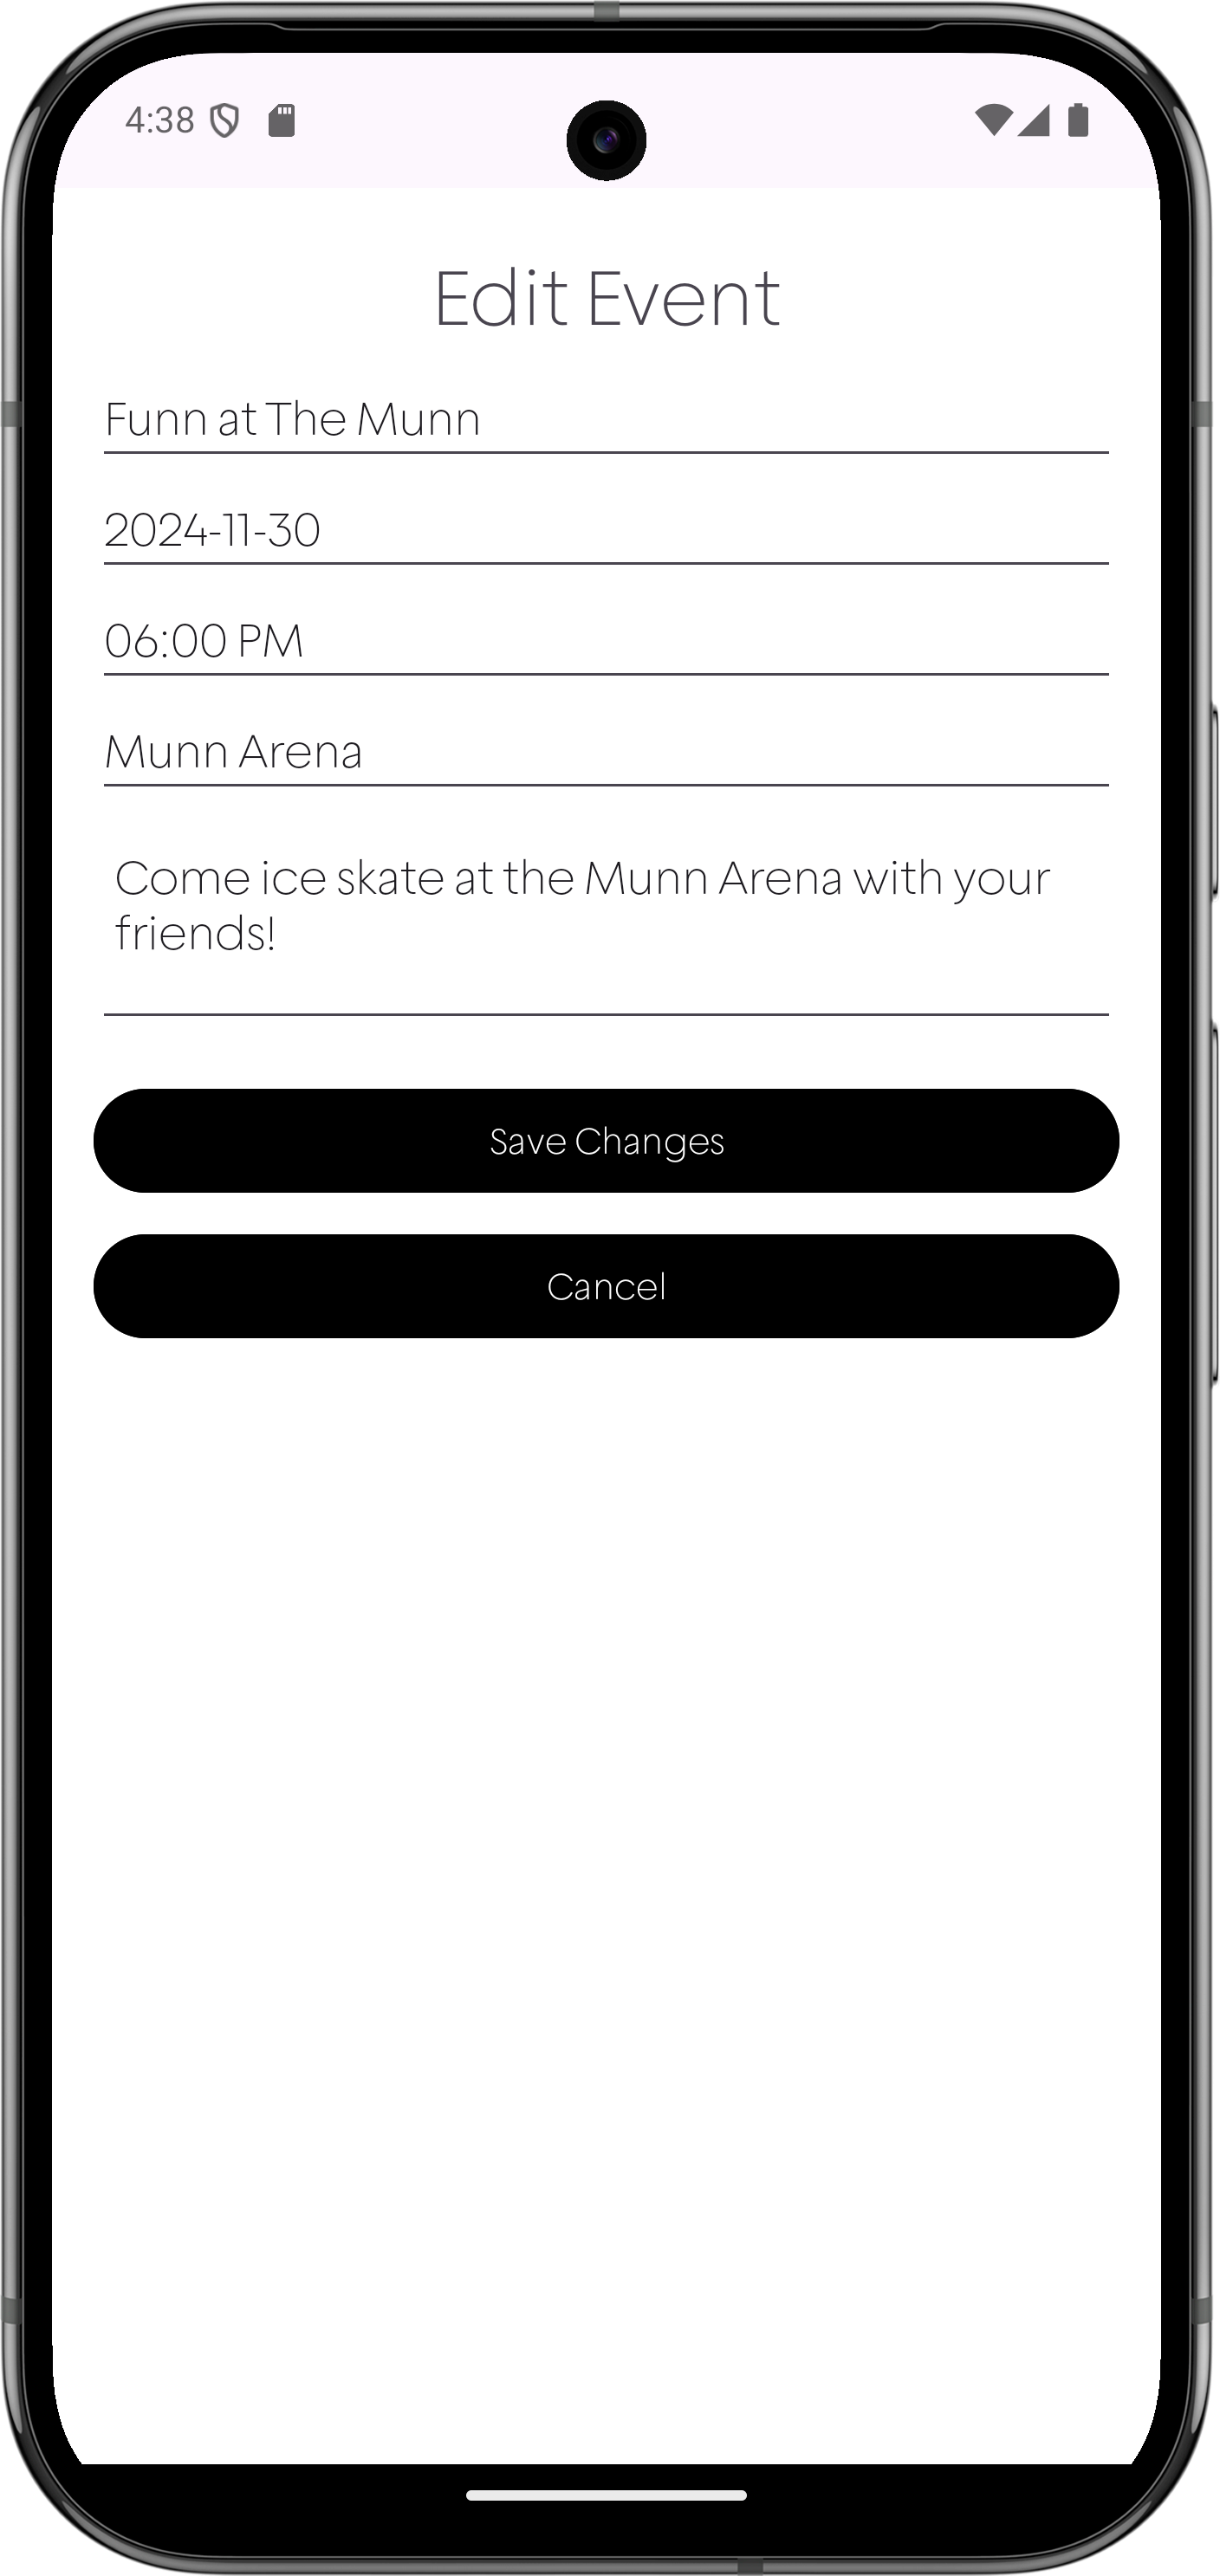 4:38
Edit Event
Funn at The Munn
2024-11-30
06:00 PM
Munn Arena
Come ice skate at the Munn Arena with your
friends!
Save Changes
Cancel